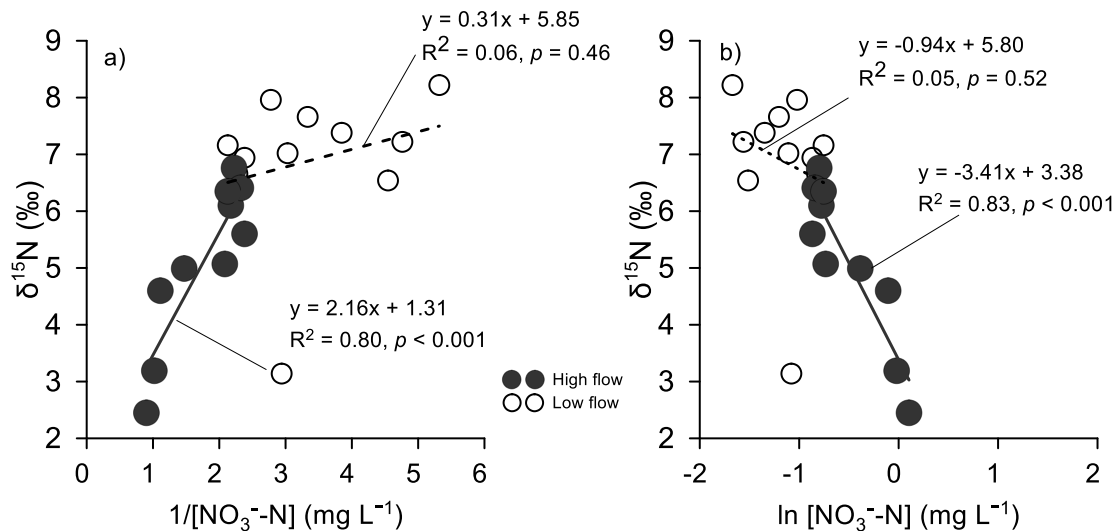 y = 0.31x + 5.85
R² = 0.06, p = 0.46
a)
9
8
7
6
5
4
3
2
δ¹⁵N (‰)
y = 2.16x + 1.31
R² = 0.80, p < 0.001
0 1 2 3 4 5 6
1/[NO₃⁻-N] (mg L⁻¹)
High flow
Low flow
b)
y = -0.94x + 5.80
R² = 0.05, p = 0.52
9
8
7
6
5
4
3
2
δ¹⁵N (‰)
y = -3.41x + 3.38
R² = 0.83, p < 0.001
-2 -1 0 1 2
ln [NO₃⁻-N] (mg L⁻¹)